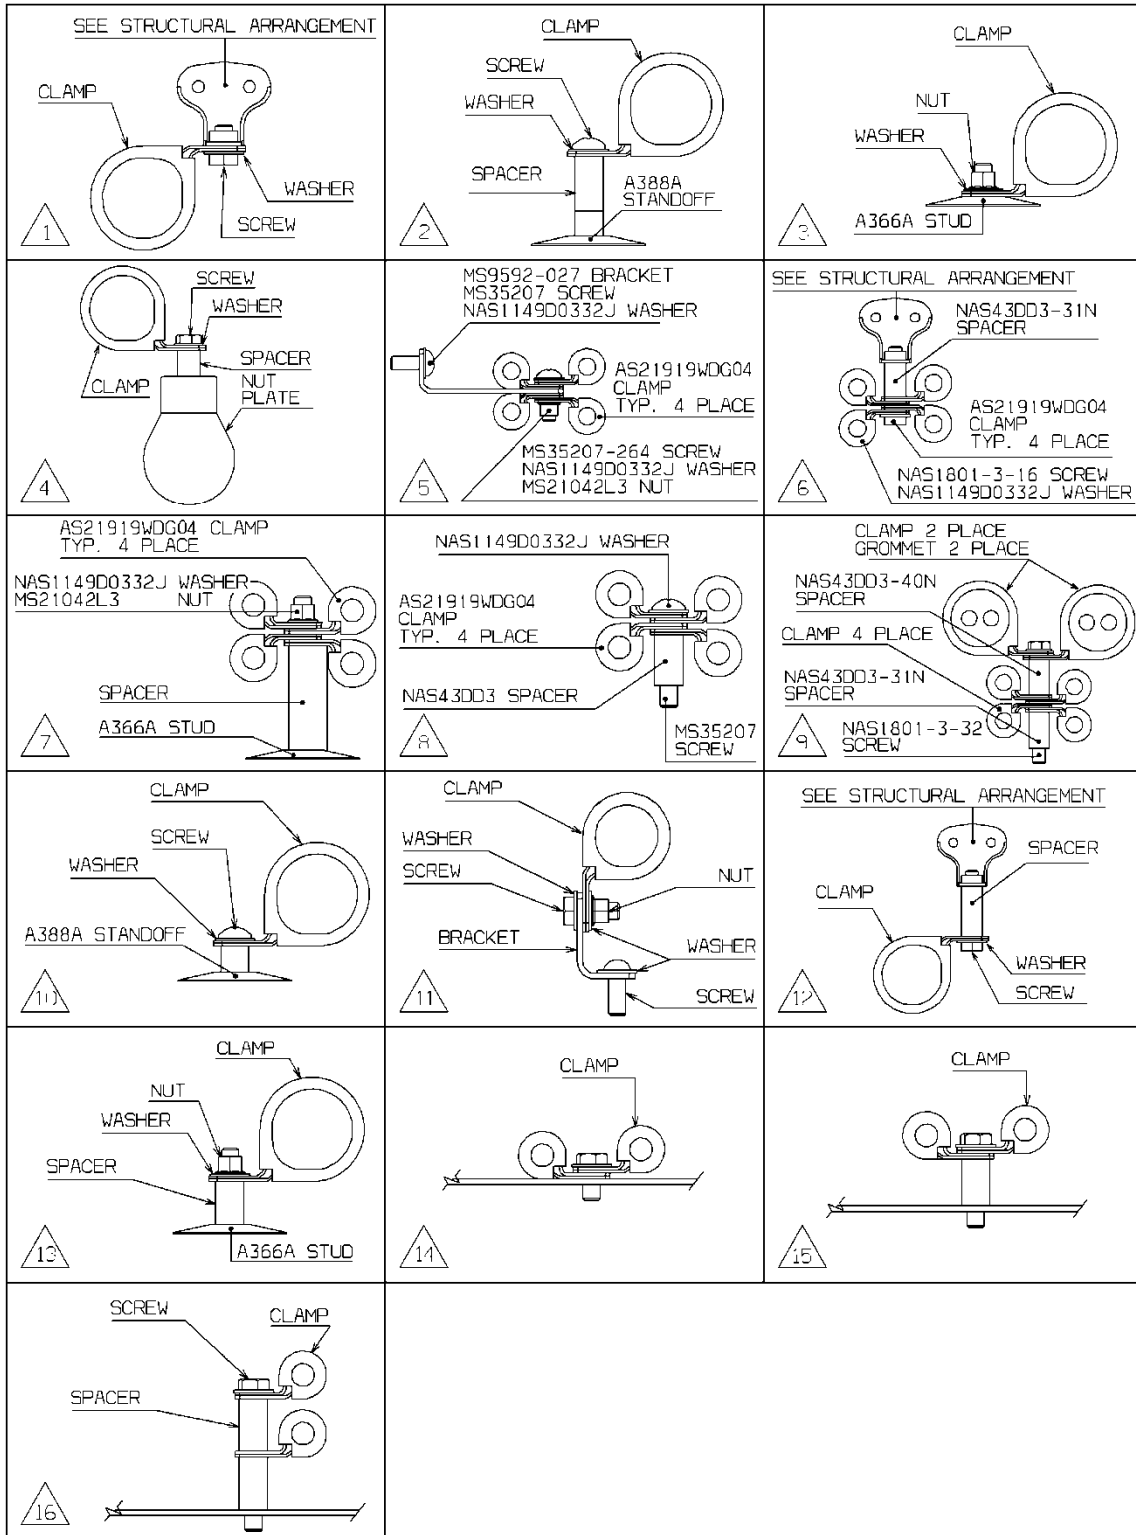 SEE STRUCTURAL ARRANGEMENT
CLAMP
WASHER
SCREW
1
CLAMP
SCREW
WASHER
SPACER
A388A
STANDOFF
2
CLAMP
NUT
WASHER
A366A STUD
3
SCREW
WASHER
SPACER
CLAMP
NUT
PLATE
4
MS9592-027 BRACKET
MS35207 SCREW
NAS1149D0332J WASHER
AS21919WDG04
CLAMP
TYP. 4 PLACE
MS35207-264 SCREW
NAS1149D0332J WASHER
MS21042L3 NUT
5
SEE STRUCTURAL ARRANGEMENT
NAS43DD3-31N
SPACER
AS21919WDG04
CLAMP
TYP. 4 PLACE
NAS1801-3-16 SCREW
NAS1149D0332J WASHER
6
AS21919WDG04 CLAMP
TYP. 4 PLACE
NAS1149D0332J WASHER
MS21042L3 NUT
SPACER
A366A STUD
7
NAS1149D0332J WASHER
AS21919WDG04
CLAMP
TYP. 4 PLACE
NAS43DD3 SPACER
MS35207
SCREW
8
CLAMP 2 PLACE
GROMMET 2 PLACE
NAS43DD3-40N
SPACER
CLAMP 4 PLACE
NAS43DD3-31N
SPACER
NAS1801-3-32
SCREW
9
CLAMP
SCREW
WASHER
A388A STANDOFF
10
CLAMP
WASHER
SCREW
NUT
BRACKET
WASHER
SCREW
11
SEE STRUCTURAL ARRANGEMENT
SPACER
CLAMP
WASHER
SCREW
12
CLAMP
NUT
WASHER
SPACER
A366A STUD
13
CLAMP
14
CLAMP
15
SCREW
CLAMP
SPACER
16